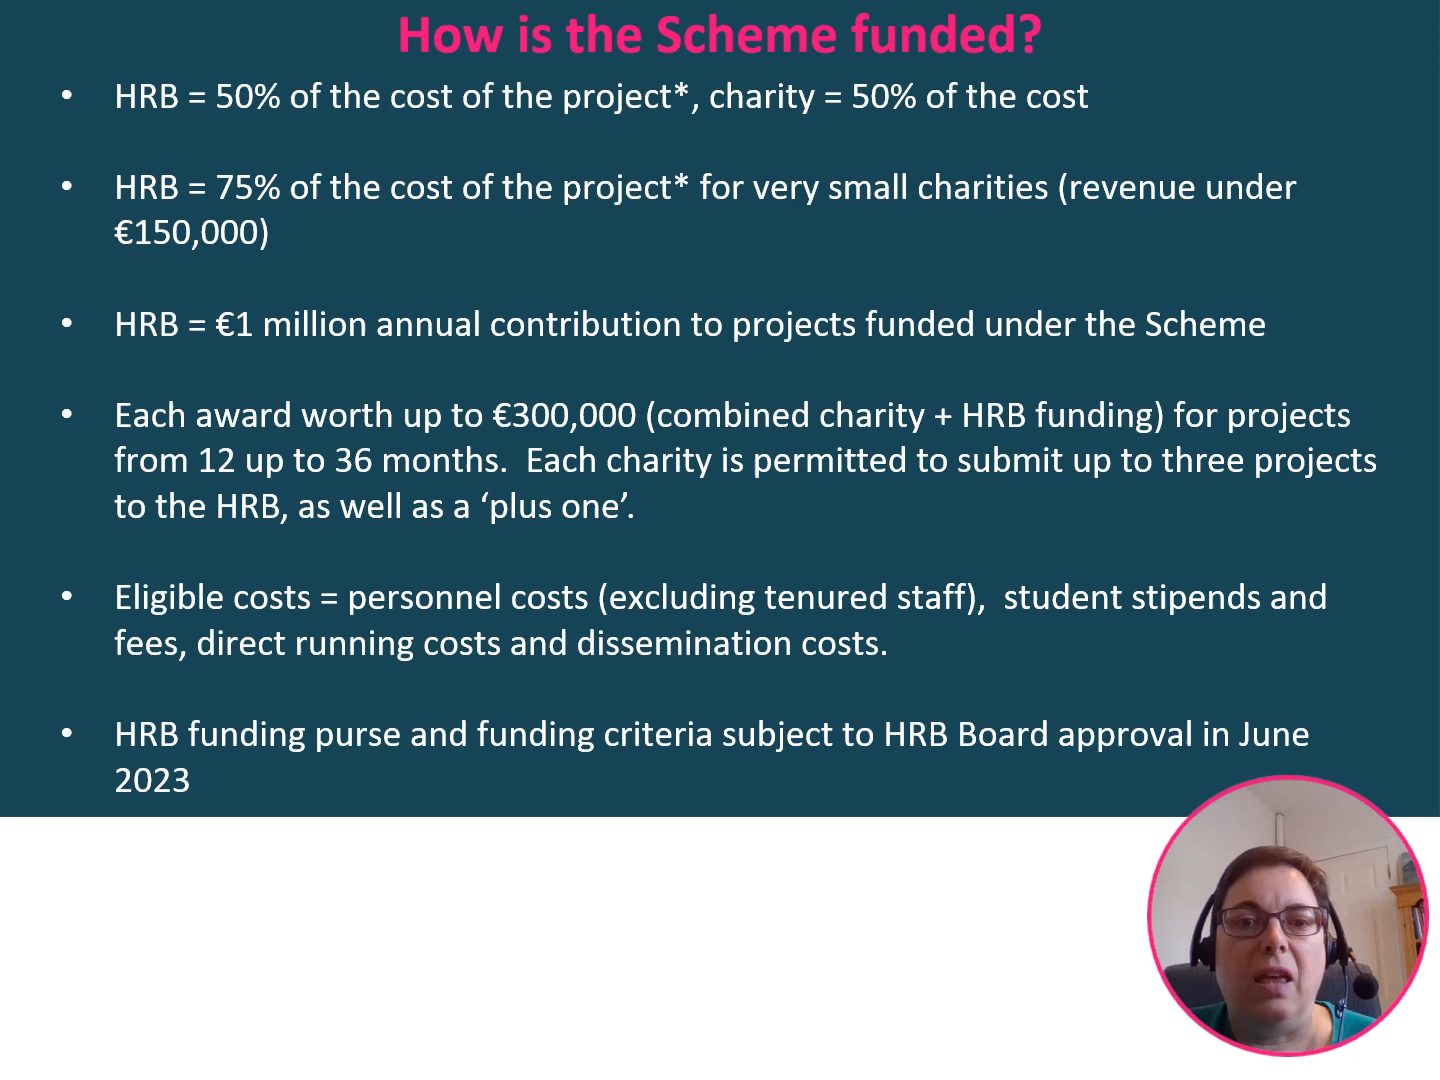 How is the Scheme funded?
• HRB = 50% of the cost of the project*, charity = 50% of the cost
• HRB = 75% of the cost of the project* for very small charities (revenue under
€150,000)
• HRB = €1 million annual contribution to projects funded under the Scheme
• Each award worth up to €300,000 (combined charity + HRB funding) for projects
from 12 up to 36 months.  Each charity is permitted to submit up to three projects
to the HRB, as well as a ‘plus one’.
• Eligible costs = personnel costs (excluding tenured staff),  student stipends and
fees, direct running costs and dissemination costs.
• HRB funding purse and funding criteria subject to HRB Board approval in June
2023